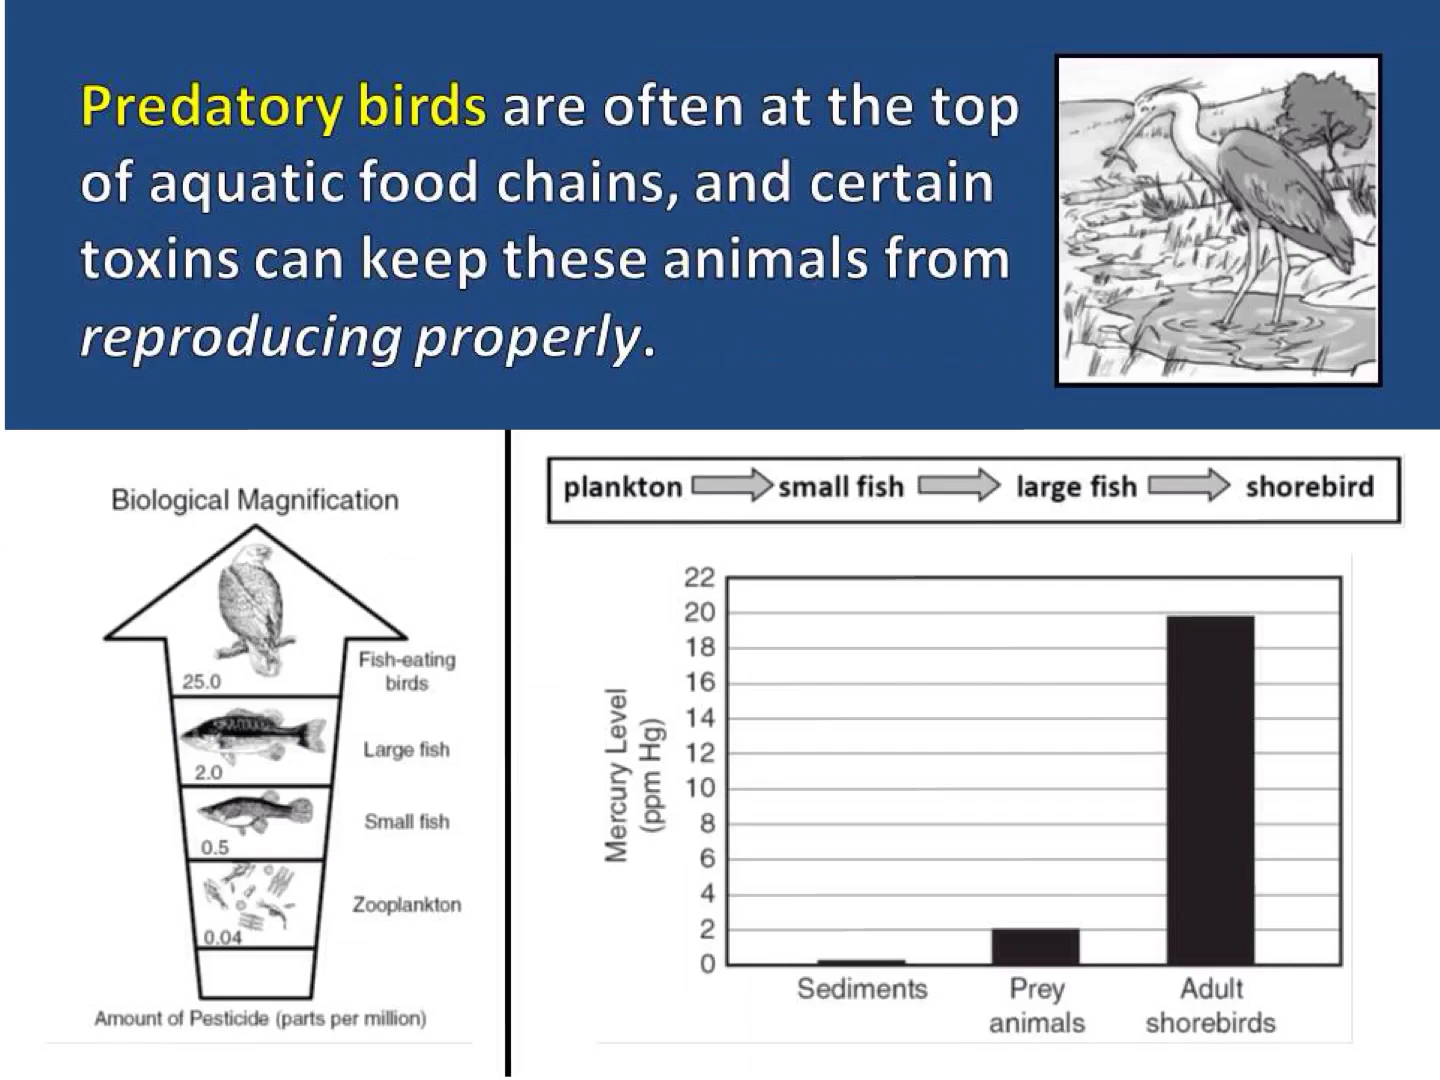 Predatory birds are often at the top
of aquatic food chains, and certain
toxins can keep these animals from
reproducing properly.
Biological Magnification
25.0
Fish-eating
birds
Large fish
2.0
Small fish
0.5
Zooplankton
0.04
Amount of Pesticide (parts per million)
plankton small fish large fish shorebird
Mercury Level
(ppm Hg)
22
20
18
16
14
12
10
8
6
4
2
0
Sediments
Prey
animals
Adult
shorebirds